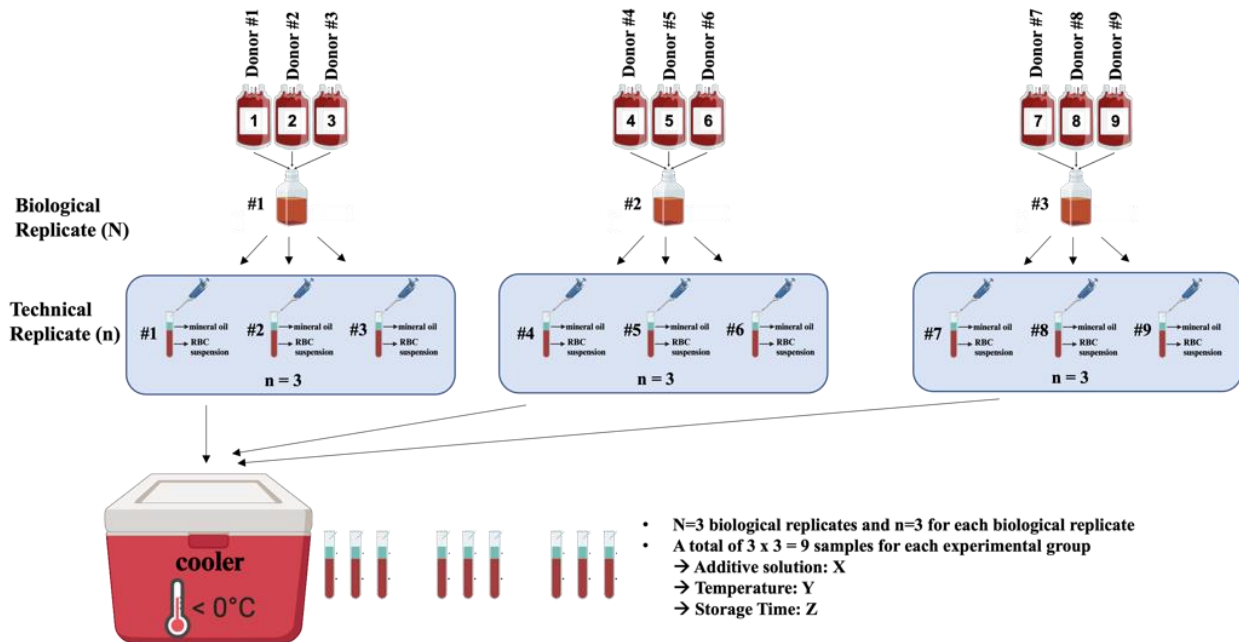 Donor #1
Donor #2
Donor #3
Donor #4
Donor #5
Donor #6
Donor #7
Donor #8
Donor #9
1
2
3
4
5
6
7
8
9
Biological
Replicate (N)
#1
#2
#3
Technical
Replicate (n)
#1
mineral oil
RBC
suspension
#2
mineral oil
RBC
suspension
#3
mineral oil
RBC
suspension
n = 3
#4
mineral oil
RBC
suspension
#5
mineral oil
RBC
suspension
#6
mineral oil
RBC
suspension
n = 3
#7
mineral oil
RBC
suspension
#8
mineral oil
RBC
suspension
#9
mineral oil
RBC
suspension
n = 3
cooler
< 0°C
• N=3 biological replicates and n=3 for each biological replicate
• A total of 3 x 3 = 9 samples for each experimental group
→ Additive solution: X
→ Temperature: Y
→ Storage Time: Z